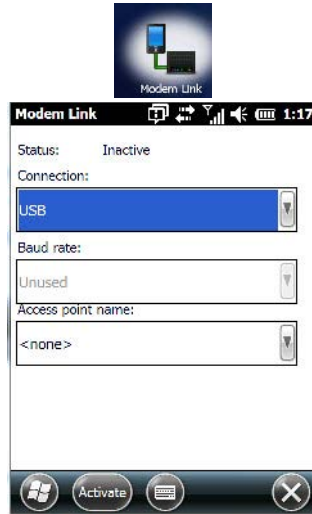 Modem Link
Modem Link 1:17
Status: Inactive
Connection:
USB
Baud rate:
Unused
Access point name:
<none>
Activate